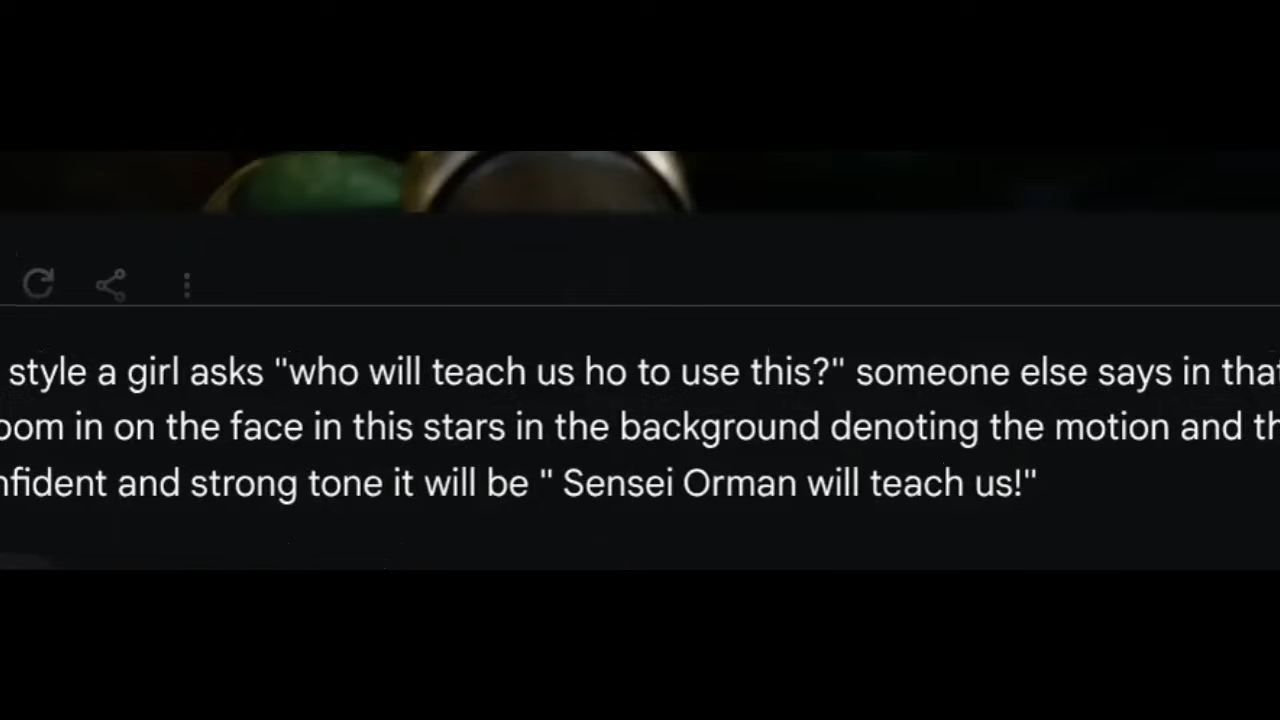 style a girl asks "who will teach us ho to use this?" someone else says in that
oom in on the face in this stars in the background denoting the motion and th
nfident and strong tone it will be " Sensei Orman will teach us!"